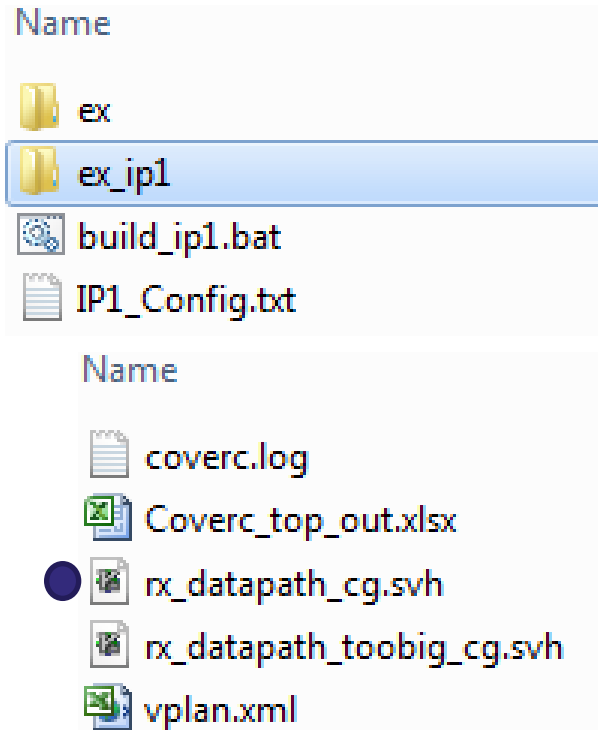 Name
ex
ex_ip1
build_ip1.bat
IP1_Config.txt
Name
coverc.log
Coverc_top_out.xlsx
rx_datapath_cg.svh
rx_datapath_toobig_cg.svh
vplan.xml